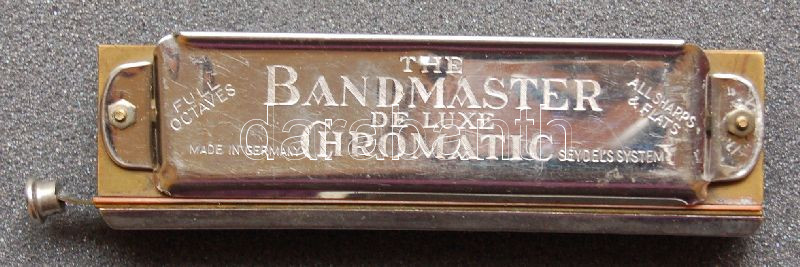 THE
BANDMASTER
DE LUXE
CHROMATIC
FULL
OCTAVES
ALL SHARPS
& FLATS
MADE IN GERMANY
SEYDEL'S SYSTEM